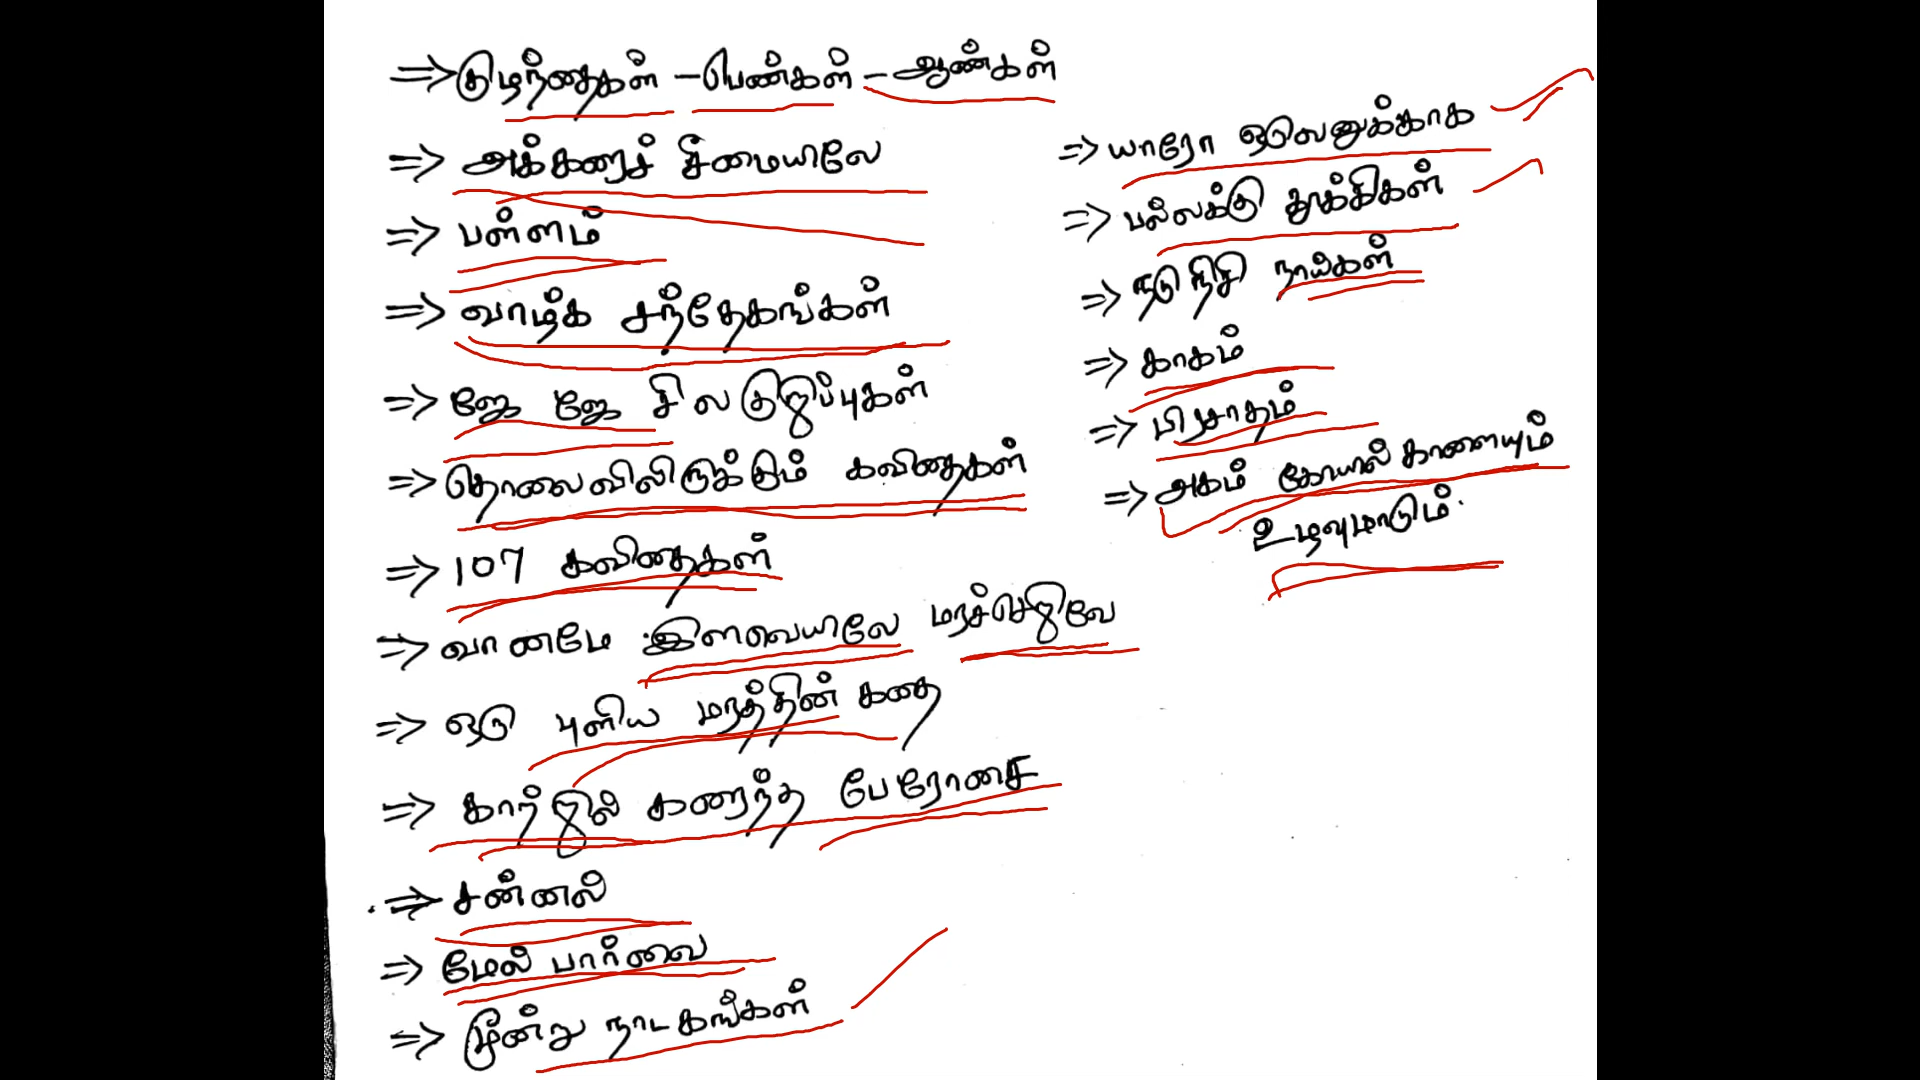 ⇒ குழந்தைகள் – பெண்கள் – ஆண்கள்
⇒ அக்கரைச் சீமையிலே
⇒ பள்ளம்
⇒ வாழ்க சந்தேகங்கள்
⇒ ஜே ஜே சில குறிப்புகள்
⇒ தொலைவிலிருக்கும் கவிதைகள்
⇒ 107 கவிதைகள்
⇒ வானமே இளவெயிலே மரச்செறிவே
⇒ ஒரு புளிய மரத்தின் கதை
⇒ காற்றில் கரைந்த பேரோசை
⇒ சன்னல்
⇒ மேல் பார்வை
⇒ மூன்று நாடகங்கள்
⇒ யாரோ ஒருவனுக்காக
⇒ பல்லக்கு தூக்கிகள்
⇒ நடுநிசி நாய்கள்
⇒ காகம்
⇒ பிரசாதம்
⇒ அகம் கோயில் காளையும்
உழவுமாடும்.